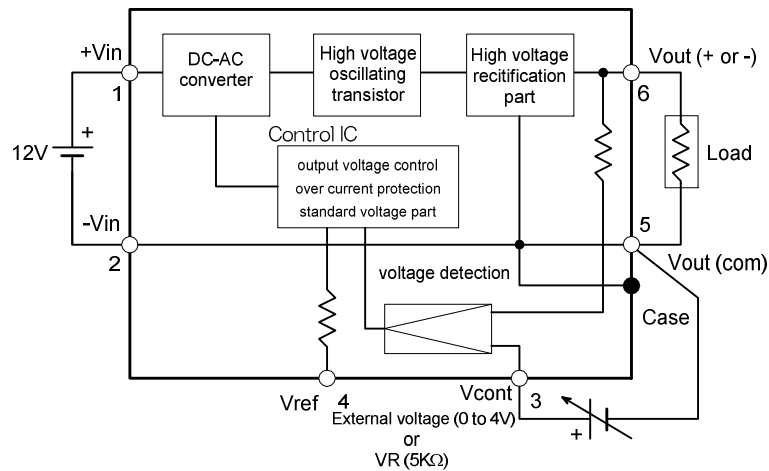 +Vin
1
DC-AC
converter
High voltage
oscillating
transistor
High voltage
recitification
part
Vout (+ or -)
6
12V
+
Control IC
output voltage control
over current protection
standard voltage part
Load
-Vin
2
5
Vout (com)
voltage detection
Case
Vref
4
Vcont
3
External voltage (0 to 4V)
or
VR (5KΩ)
+